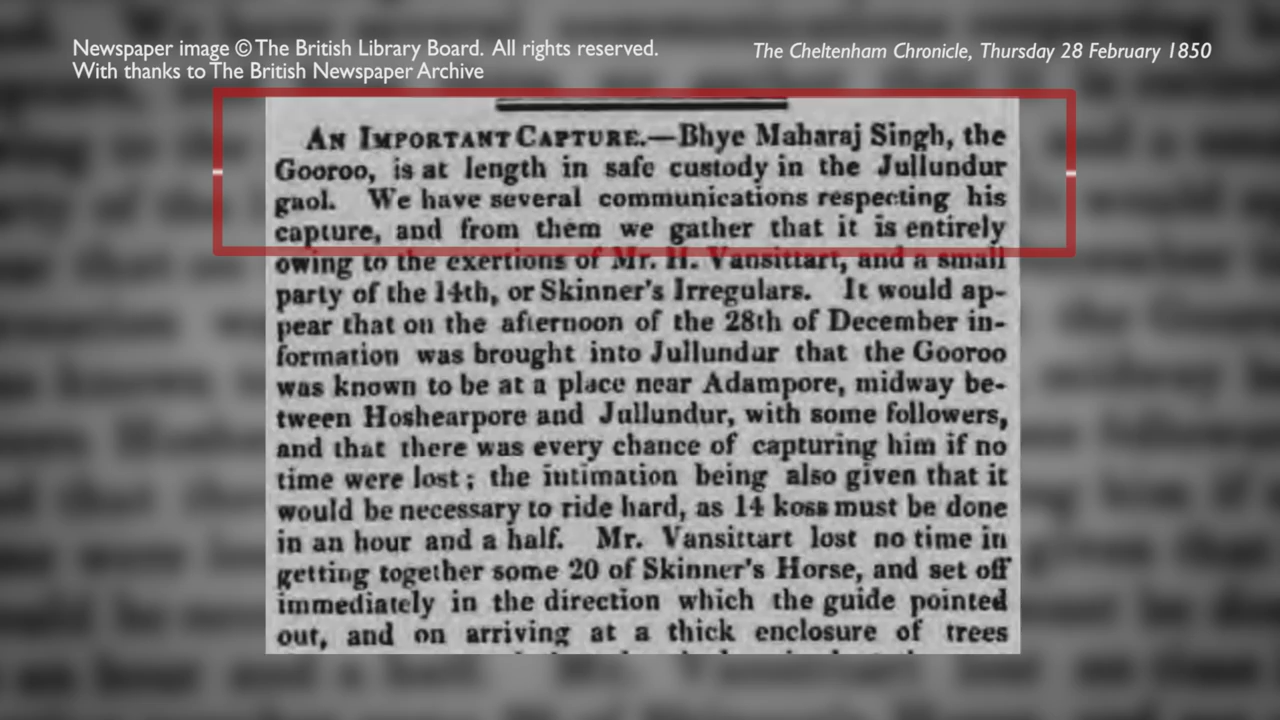 Newspaper image © The British Library Board. All rights reserved.
With thanks to The British Newspaper Archive
The Cheltenham Chronicle, Thursday 28 February 1850
AN IMPORTANT CAPTURE.—Bhye Maharaj Singh, the
Gooroo, is at length in safe custody in the Jullundur
gaol. We have several communications respecting his
capture, and from them we gather that it is entirely
owing to the exertions of Mr. H. Vansittart, and a small
party of the 14th, or Skinner's Irregulars. It would ap-
pear that on the afternoon of the 28th of December in-
formation was brought into Jullundur that the Gooroo
was known to be at a place near Adampore, midway be-
tween Hoshearpore and Jullundur, with some followers,
and that there was every chance of capturing him if no
time were lost; the intimation being also given that it
would be necessary to ride hard, as 14 koss must be done
in an hour and a half. Mr. Vansittart lost no time in
getting together some 20 of Skinner's Horse, and set off
immediately in the direction which the guide pointed
out, and on arriving at a thick enclosure of trees